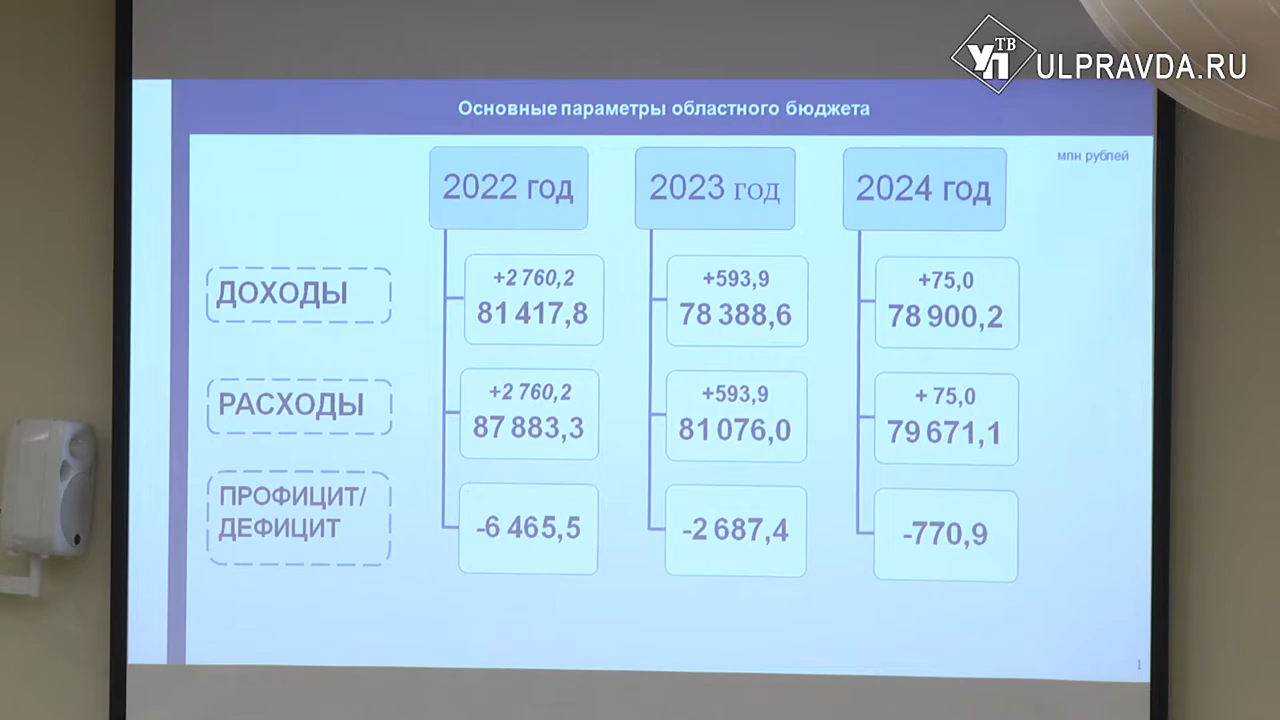 УП ТВ
ULPRAVDA.RU
Основные параметры областного бюджета
млн рублей
2022 год
2023 год
2024 год
ДОХОДЫ
+2 760,2
81 417,8
+593,9
78 388,6
+75,0
78 900,2
РАСХОДЫ
+2 760,2
87 883,3
+593,9
81 076,0
+ 75,0
79 671,1
ПРОФИЦИТ/
ДЕФИЦИТ
-6 465,5
-2 687,4
-770,9
1